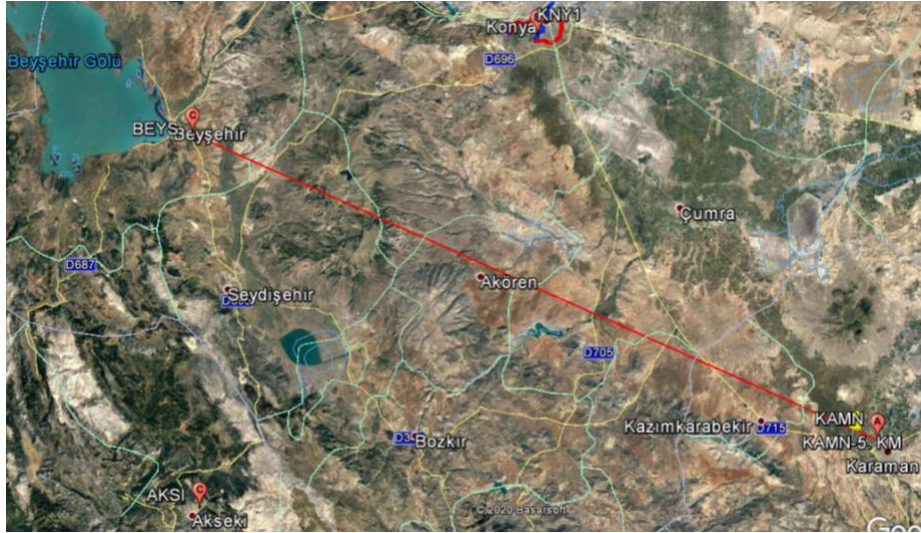 KNY1
Konya
Beyşehir Gölü
D696
BEYS
Beyşehir
Çumra
D687
Akören
Seydişehir
D705
KAMN
Kazımkarabekir
D715
Bozkır
KAMN-5_KM
Karaman
AKSI
Akseki
© 2020 Basarsoft